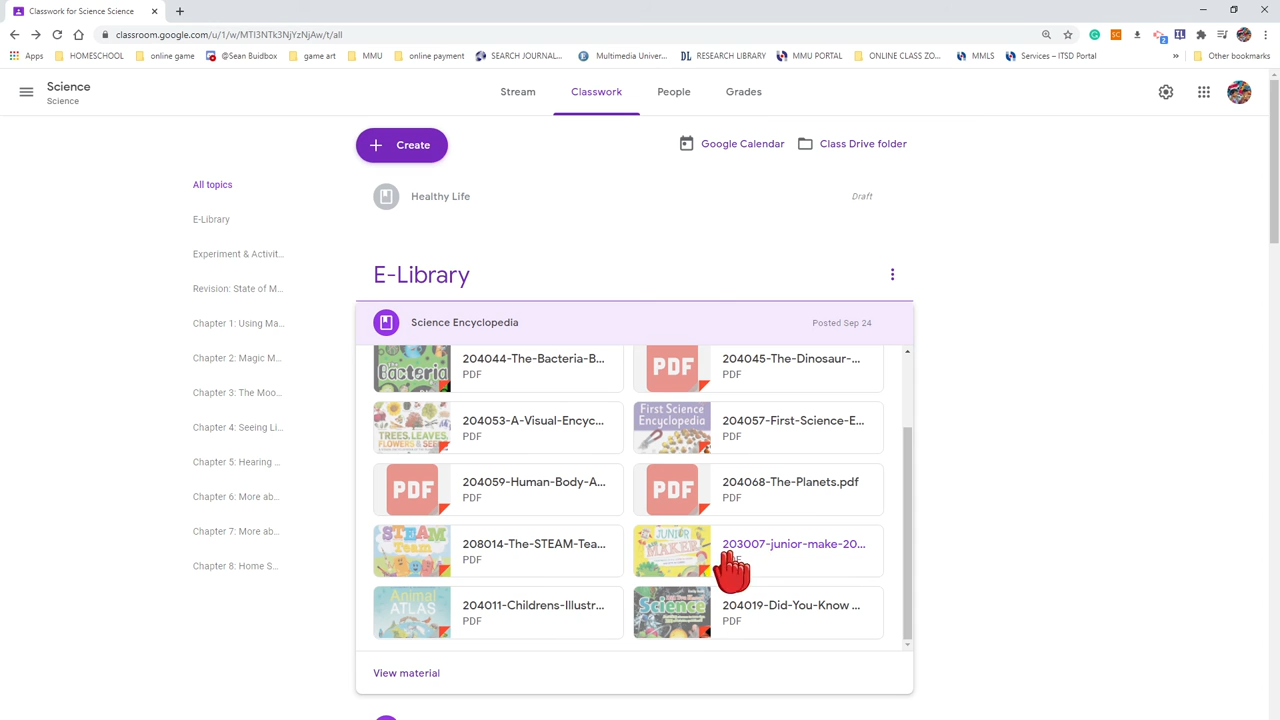 Classwork for Science Science
classroom.google.com/u/1/w/MTI3NTk3NjYzNjAw/t/all
Apps HOMESCHOOL online game @Sean Buidbox game art MMU online payment SEARCH JOURNAL... Multimedia Univer... RESEARCH LIBRARY MMU PORTAL ONLINE CLASS ZO... MMLS Services – ITSD Portal » Other bookmarks
Science
Science
Stream Classwork People Grades
+ Create
Google Calendar Class Drive folder
All topics
E-Library
Experiment & Activit...
Revision: State of M...
Chapter 1: Using Ma...
Chapter 2: Magic M...
Chapter 3: The Moo...
Chapter 4: Seeing Li...
Chapter 5: Hearing ...
Chapter 6: More ab...
Chapter 7: More ab...
Chapter 8: Home S...
Healthy Life Draft
E-Library
Science Encyclopedia Posted Sep 24
Bacteria
204044-The-Bacteria-B...
PDF
PDF
204045-The-Dinosaur-...
PDF
TREES, LEAVES,
FLOWERS & SEE
204053-A-Visual-Encyc...
PDF
First Science
Encyclopedia
204057-First-Science-E...
PDF
PDF
204059-Human-Body-A...
PDF
PDF
204068-The-Planets.pdf
PDF
STEAM
Team
208014-The-STEAM-Tea...
PDF
JUNIOR
MAKER
203007-junior-make-20...
Animal
ATLAS
204011-Childrens-Illustr...
PDF
Science
204019-Did-You-Know ...
PDF
View material